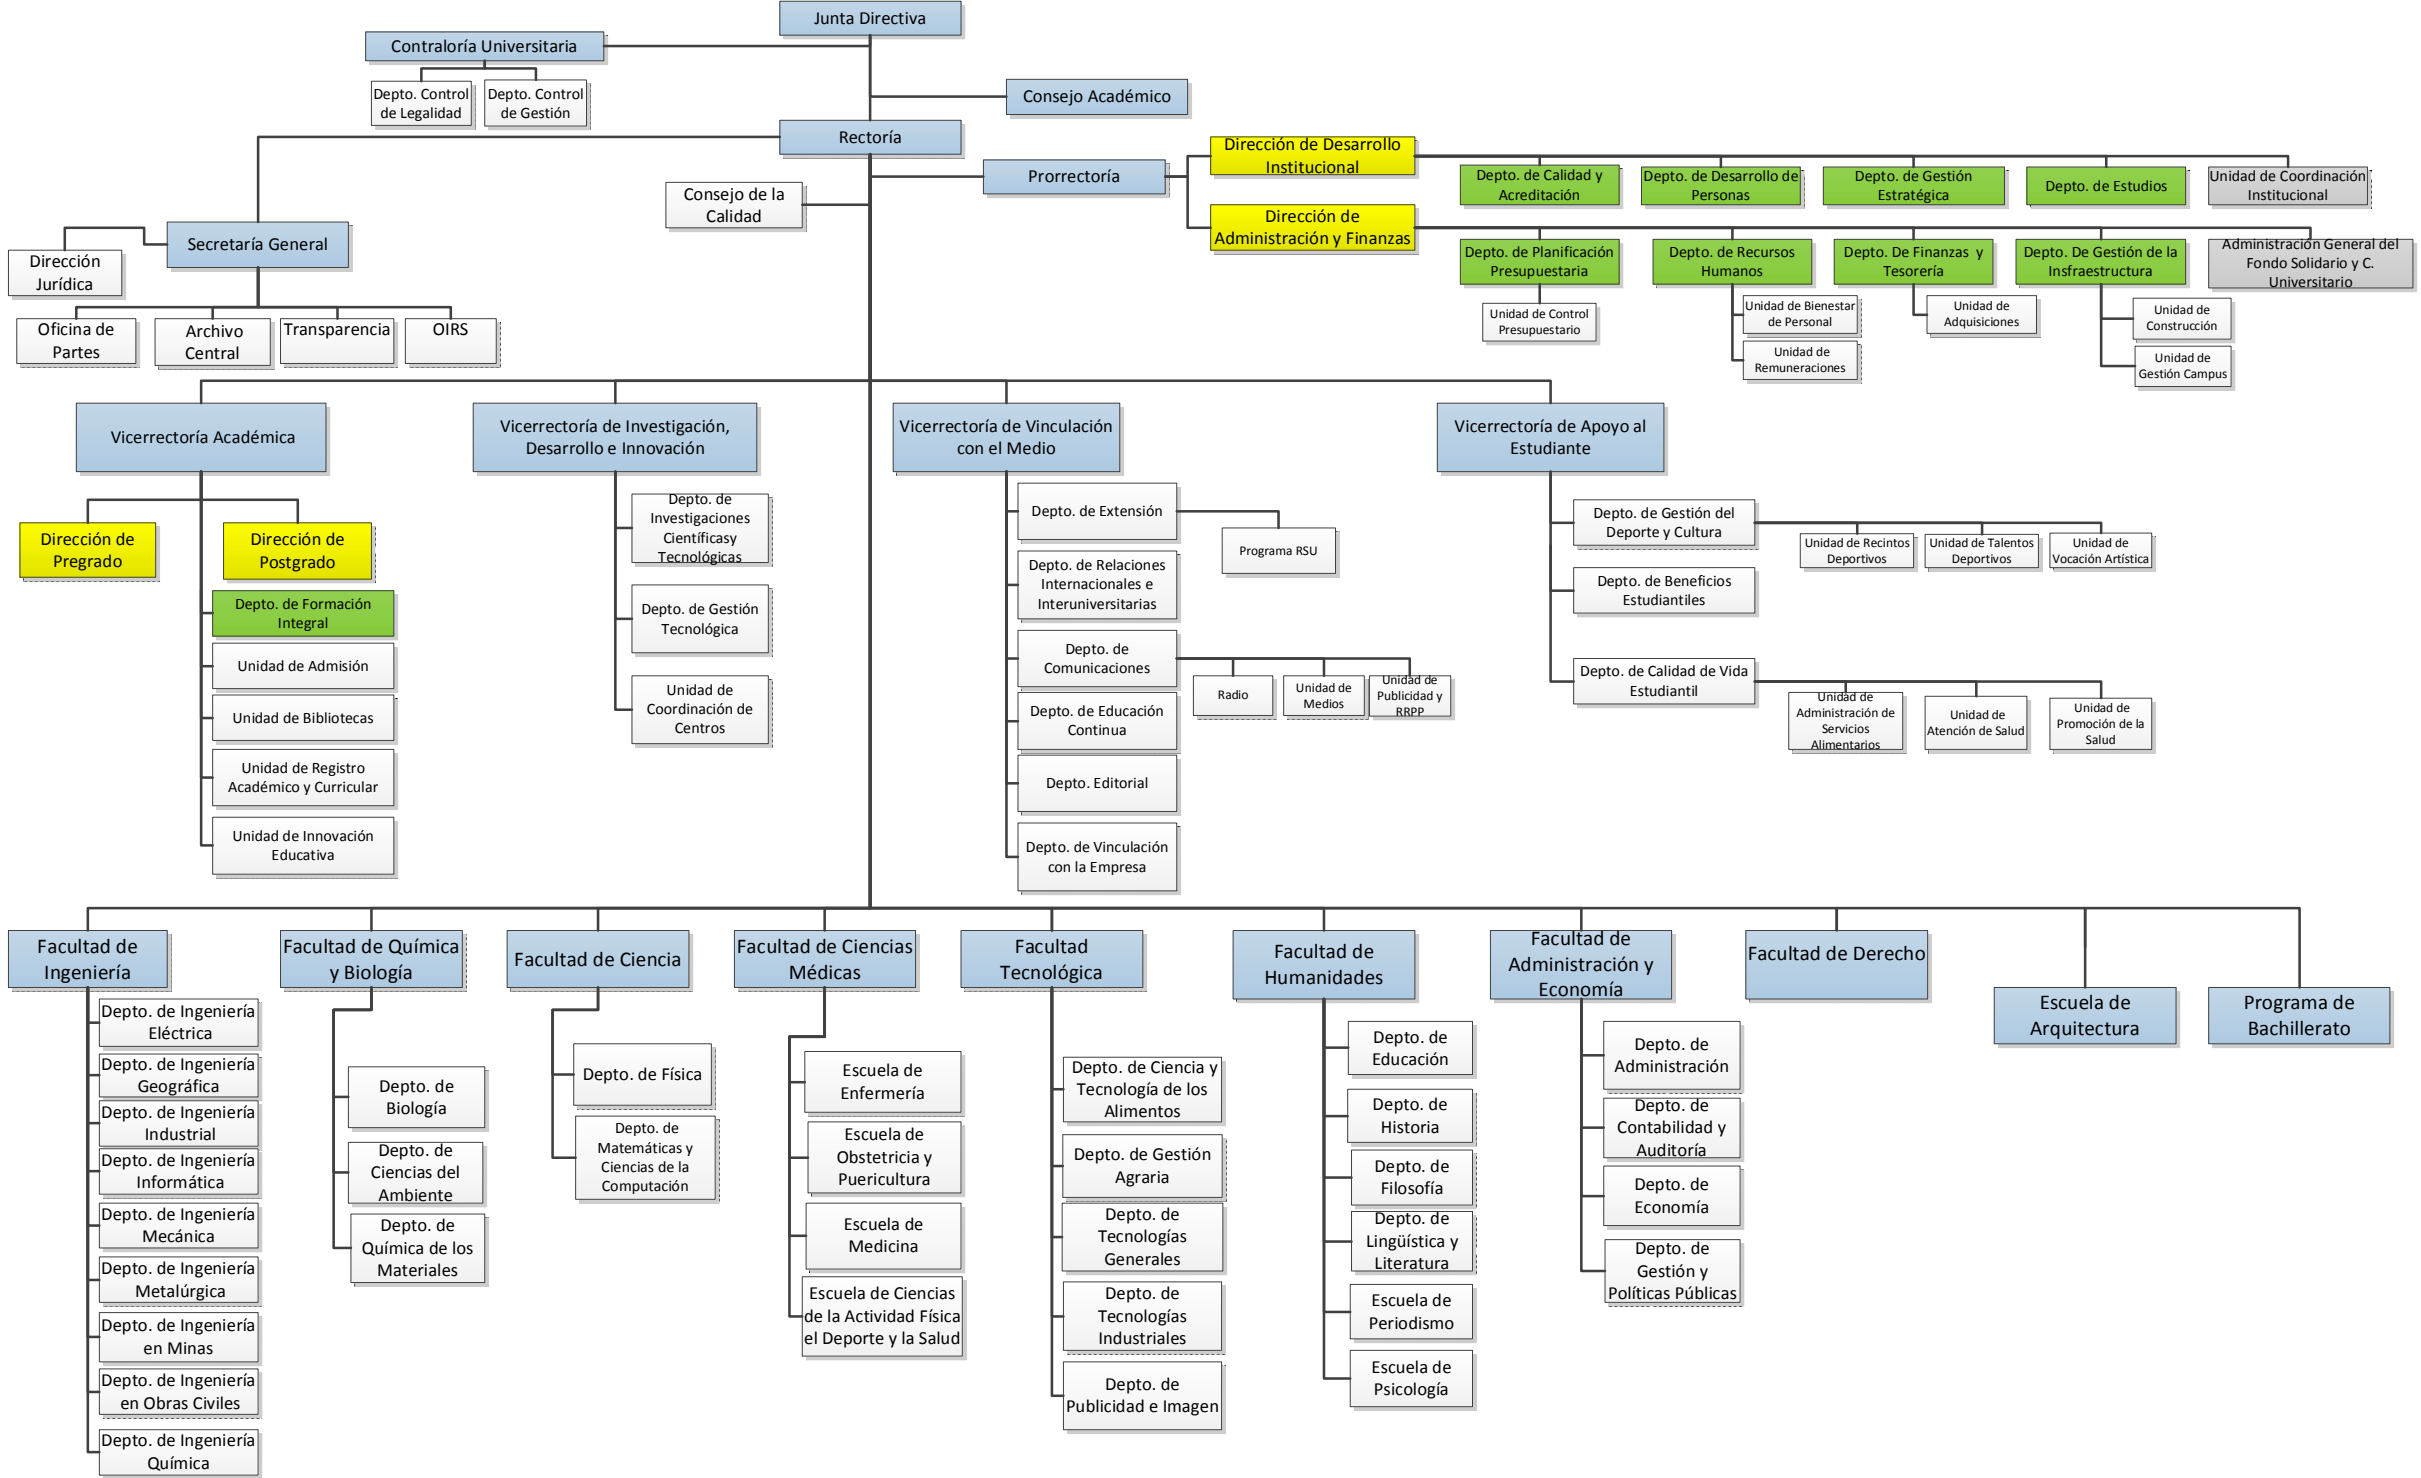 Junta Directiva
Contraloría Universitaria
Depto. Control
de Legalidad
Depto. Control
de Gestión
Consejo Académico
Rectoría
Prorrectoría
Consejo de la
Calidad
Dirección de Desarrollo
Institucional
Depto. de Calidad y
Acreditación
Depto. de Desarrollo de
Personas
Depto. de Gestión
Estratégica
Depto. de Estudios
Unidad de Coordinación
Institucional
Dirección de
Administración y Finanzas
Depto. de Planificación
Presupuestaria
Unidad de Control
Presupuestario
Depto. de Recursos
Humanos
Unidad de Bienestar
de Personal
Unidad de
Remuneraciones
Depto. De Finanzas y
Tesorería
Unidad de
Adquisiciones
Depto. De Gestión de la
Insfraestructura
Unidad de
Construcción
Unidad de
Gestión Campus
Administración General del
Fondo Solidario y C.
Universitario
Secretaría General
Dirección
Jurídica
Oficina de
Partes
Archivo
Central
Transparencia
OIRS
Vicerrectoría Académica
Dirección de
Pregrado
Dirección de
Postgrado
Depto. de Formación
Integral
Unidad de Admisión
Unidad de Bibliotecas
Unidad de Registro
Académico y Curricular
Unidad de Innovación
Educativa
Vicerrectoría de Investigación,
Desarrollo e Innovación
Depto. de
Investigaciones
Científicasy
Tecnológicas
Depto. de Gestión
Tecnológica
Unidad de
Coordinación de
Centros
Vicerrectoría de Vinculación
con el Medio
Depto. de Extensión
Programa RSU
Depto. de Relaciones
Internacionales e
Interuniversitarias
Depto. de
Comunicaciones
Radio
Unidad de
Medios
Unidad de
Publicidad y
RRPP
Depto. de Educación
Continua
Depto. Editorial
Depto. de Vinculación
con la Empresa
Vicerrectoría de Apoyo al
Estudiante
Depto. de Gestión del
Deporte y Cultura
Unidad de Recintos
Deportivos
Unidad de Talentos
Deportivos
Unidad de
Vocación Artística
Depto. de Beneficios
Estudiantiles
Depto. de Calidad de Vida
Estudiantil
Unidad de
Administración de
Servicios
Alimentarios
Unidad de
Atención de Salud
Unidad de
Promoción de la
Salud
Facultad de
Ingeniería
Depto. de Ingeniería
Eléctrica
Depto. de Ingeniería
Geográfica
Depto. de Ingeniería
Industrial
Depto. de Ingeniería
Informática
Depto. de Ingeniería
Mecánica
Depto. de Ingeniería
Metalúrgica
Depto. de Ingeniería
en Minas
Depto. de Ingeniería
en Obras Civiles
Depto. de Ingeniería
Química
Facultad de Química
y Biología
Depto. de
Biología
Depto. de
Ciencias del
Ambiente
Depto. de
Química de los
Materiales
Facultad de Ciencia
Depto. de Física
Depto. de
Matemáticas y
Ciencias de la
Computación
Facultad de Ciencias
Médicas
Escuela de
Enfermería
Escuela de
Obstetricia y
Puericultura
Escuela de
Medicina
Escuela de Ciencias
de la Actividad Física
el Deporte y la Salud
Facultad
Tecnológica
Depto. de Ciencia y
Tecnología de los
Alimentos
Depto. de Gestión
Agraria
Depto. de
Tecnologías
Generales
Depto. de
Tecnologías
Industriales
Depto. de
Publicidad e Imagen
Facultad de
Humanidades
Depto. de
Educación
Depto. de
Historia
Depto. de
Filosofía
Depto. de
Lingüística y
Literatura
Escuela de
Periodismo
Escuela de
Psicología
Facultad de
Administración y
Economía
Depto. de
Administración
Depto. de
Contabilidad y
Auditoría
Depto. de
Economía
Depto. de
Gestión y
Políticas Públicas
Facultad de Derecho
Escuela de
Arquitectura
Programa de
Bachillerato